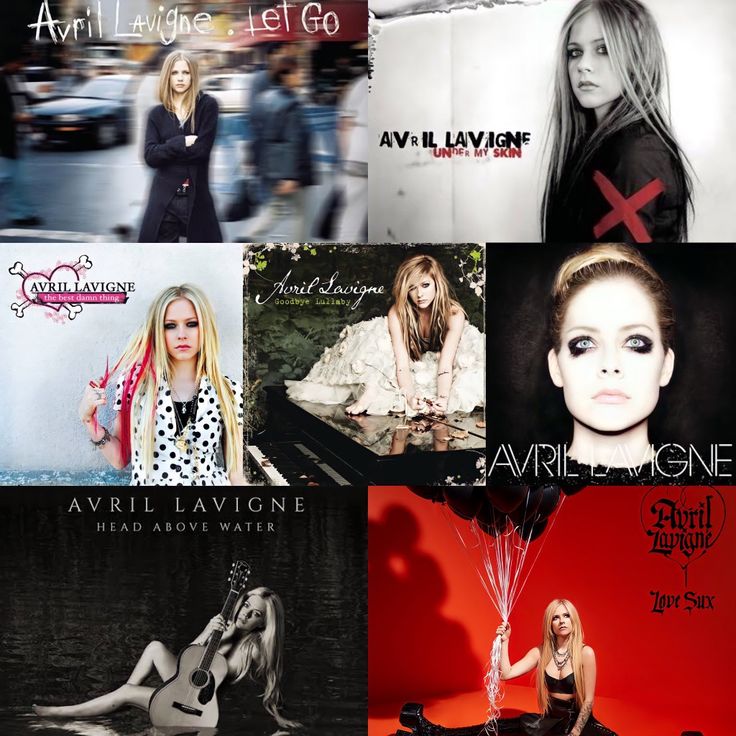 AVRIL LAVIGNE . LET GO
AVRIL LAVIGNE
UNDER MY SKIN
AVRIL LAVIGNE
the best damn thing
Avril Lavigne
Goodbye Lullaby
AVRIL LAVIGNE
AVRIL LAVIGNE
HEAD ABOVE WATER
Avril
Lavigne
Love Sux